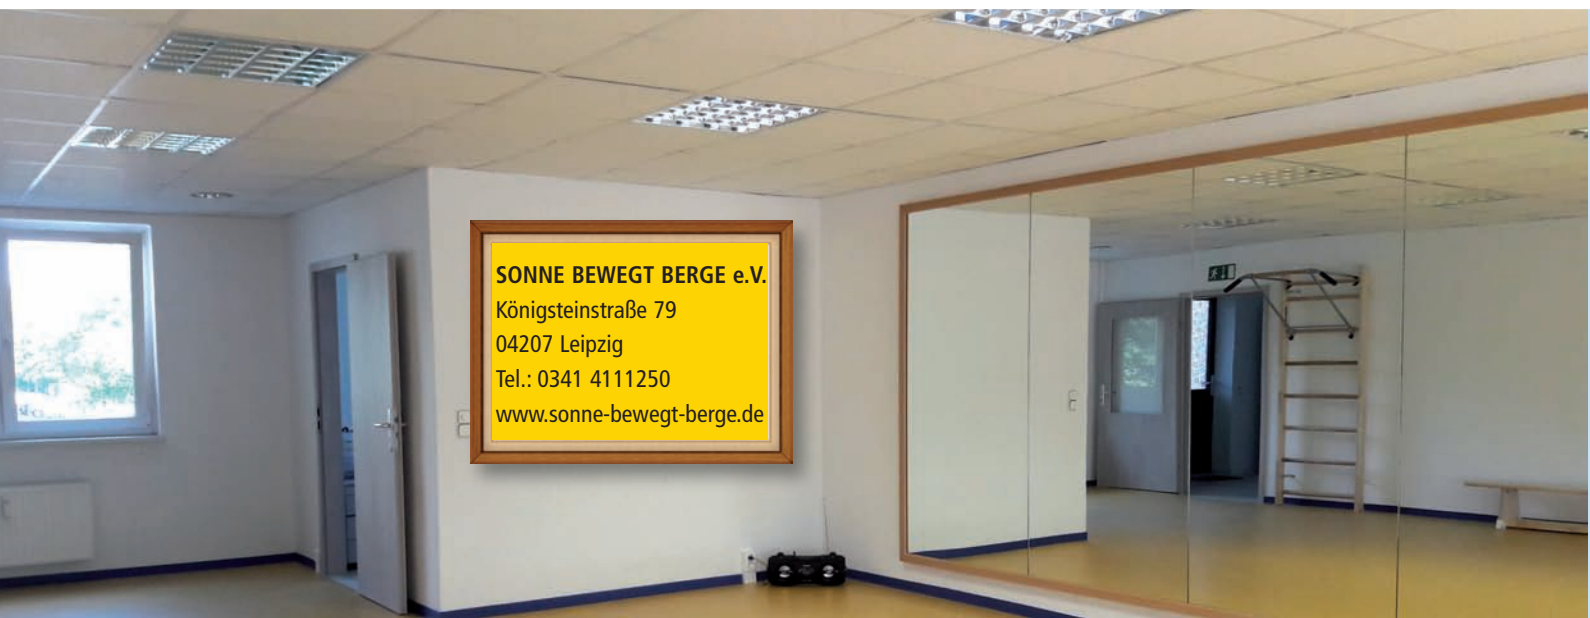 SONNE BEWEGT BERGE e.V.
Königsteinstraße 79
04207 Leipzig
Tel.: 0341 4111250
www.sonne-bewegt-berge.de